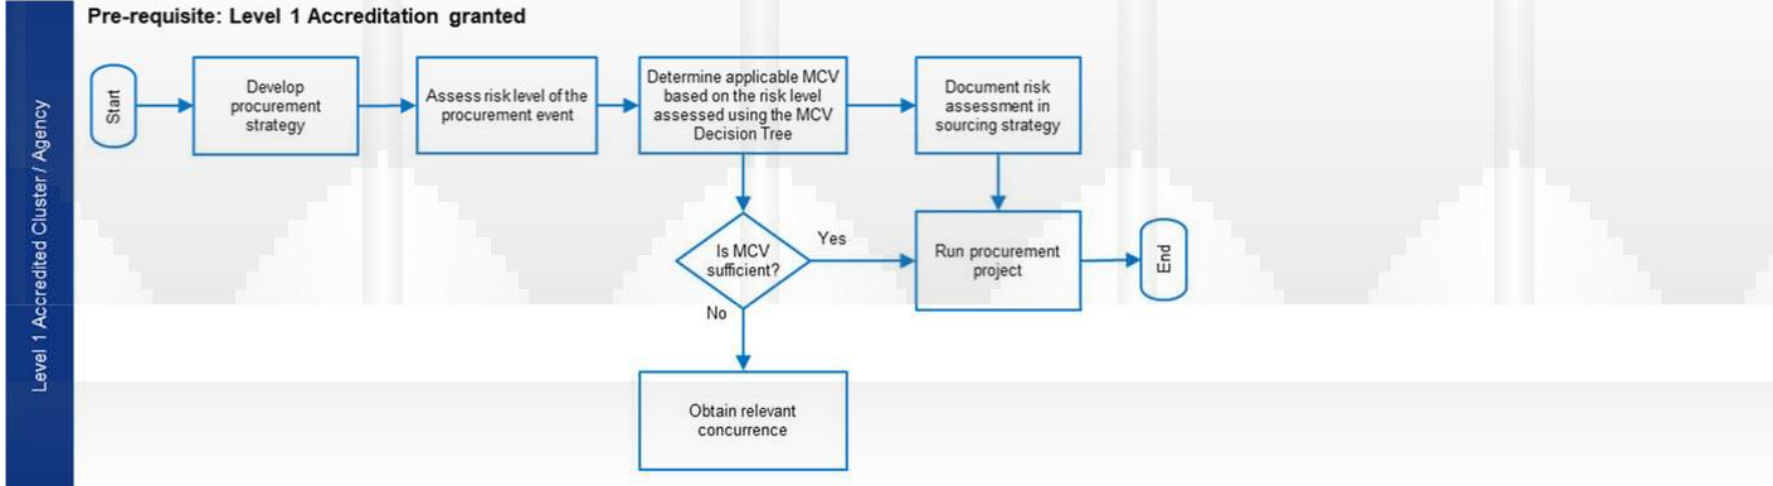 Pre-requisite: Level 1 Accreditation granted
Level 1 Accredited Cluster / Agency
Start
Develop
procurement
strategy
Assess risk level of the
procurement event
Determine applicable MCV
based on the risk level
assessed using the MCV
Decision Tree
Document risk
assessment in
sourcing strategy
Is MCV
sufficient?
Yes
Run procurement
project
End
No
Obtain relevant
concurrence